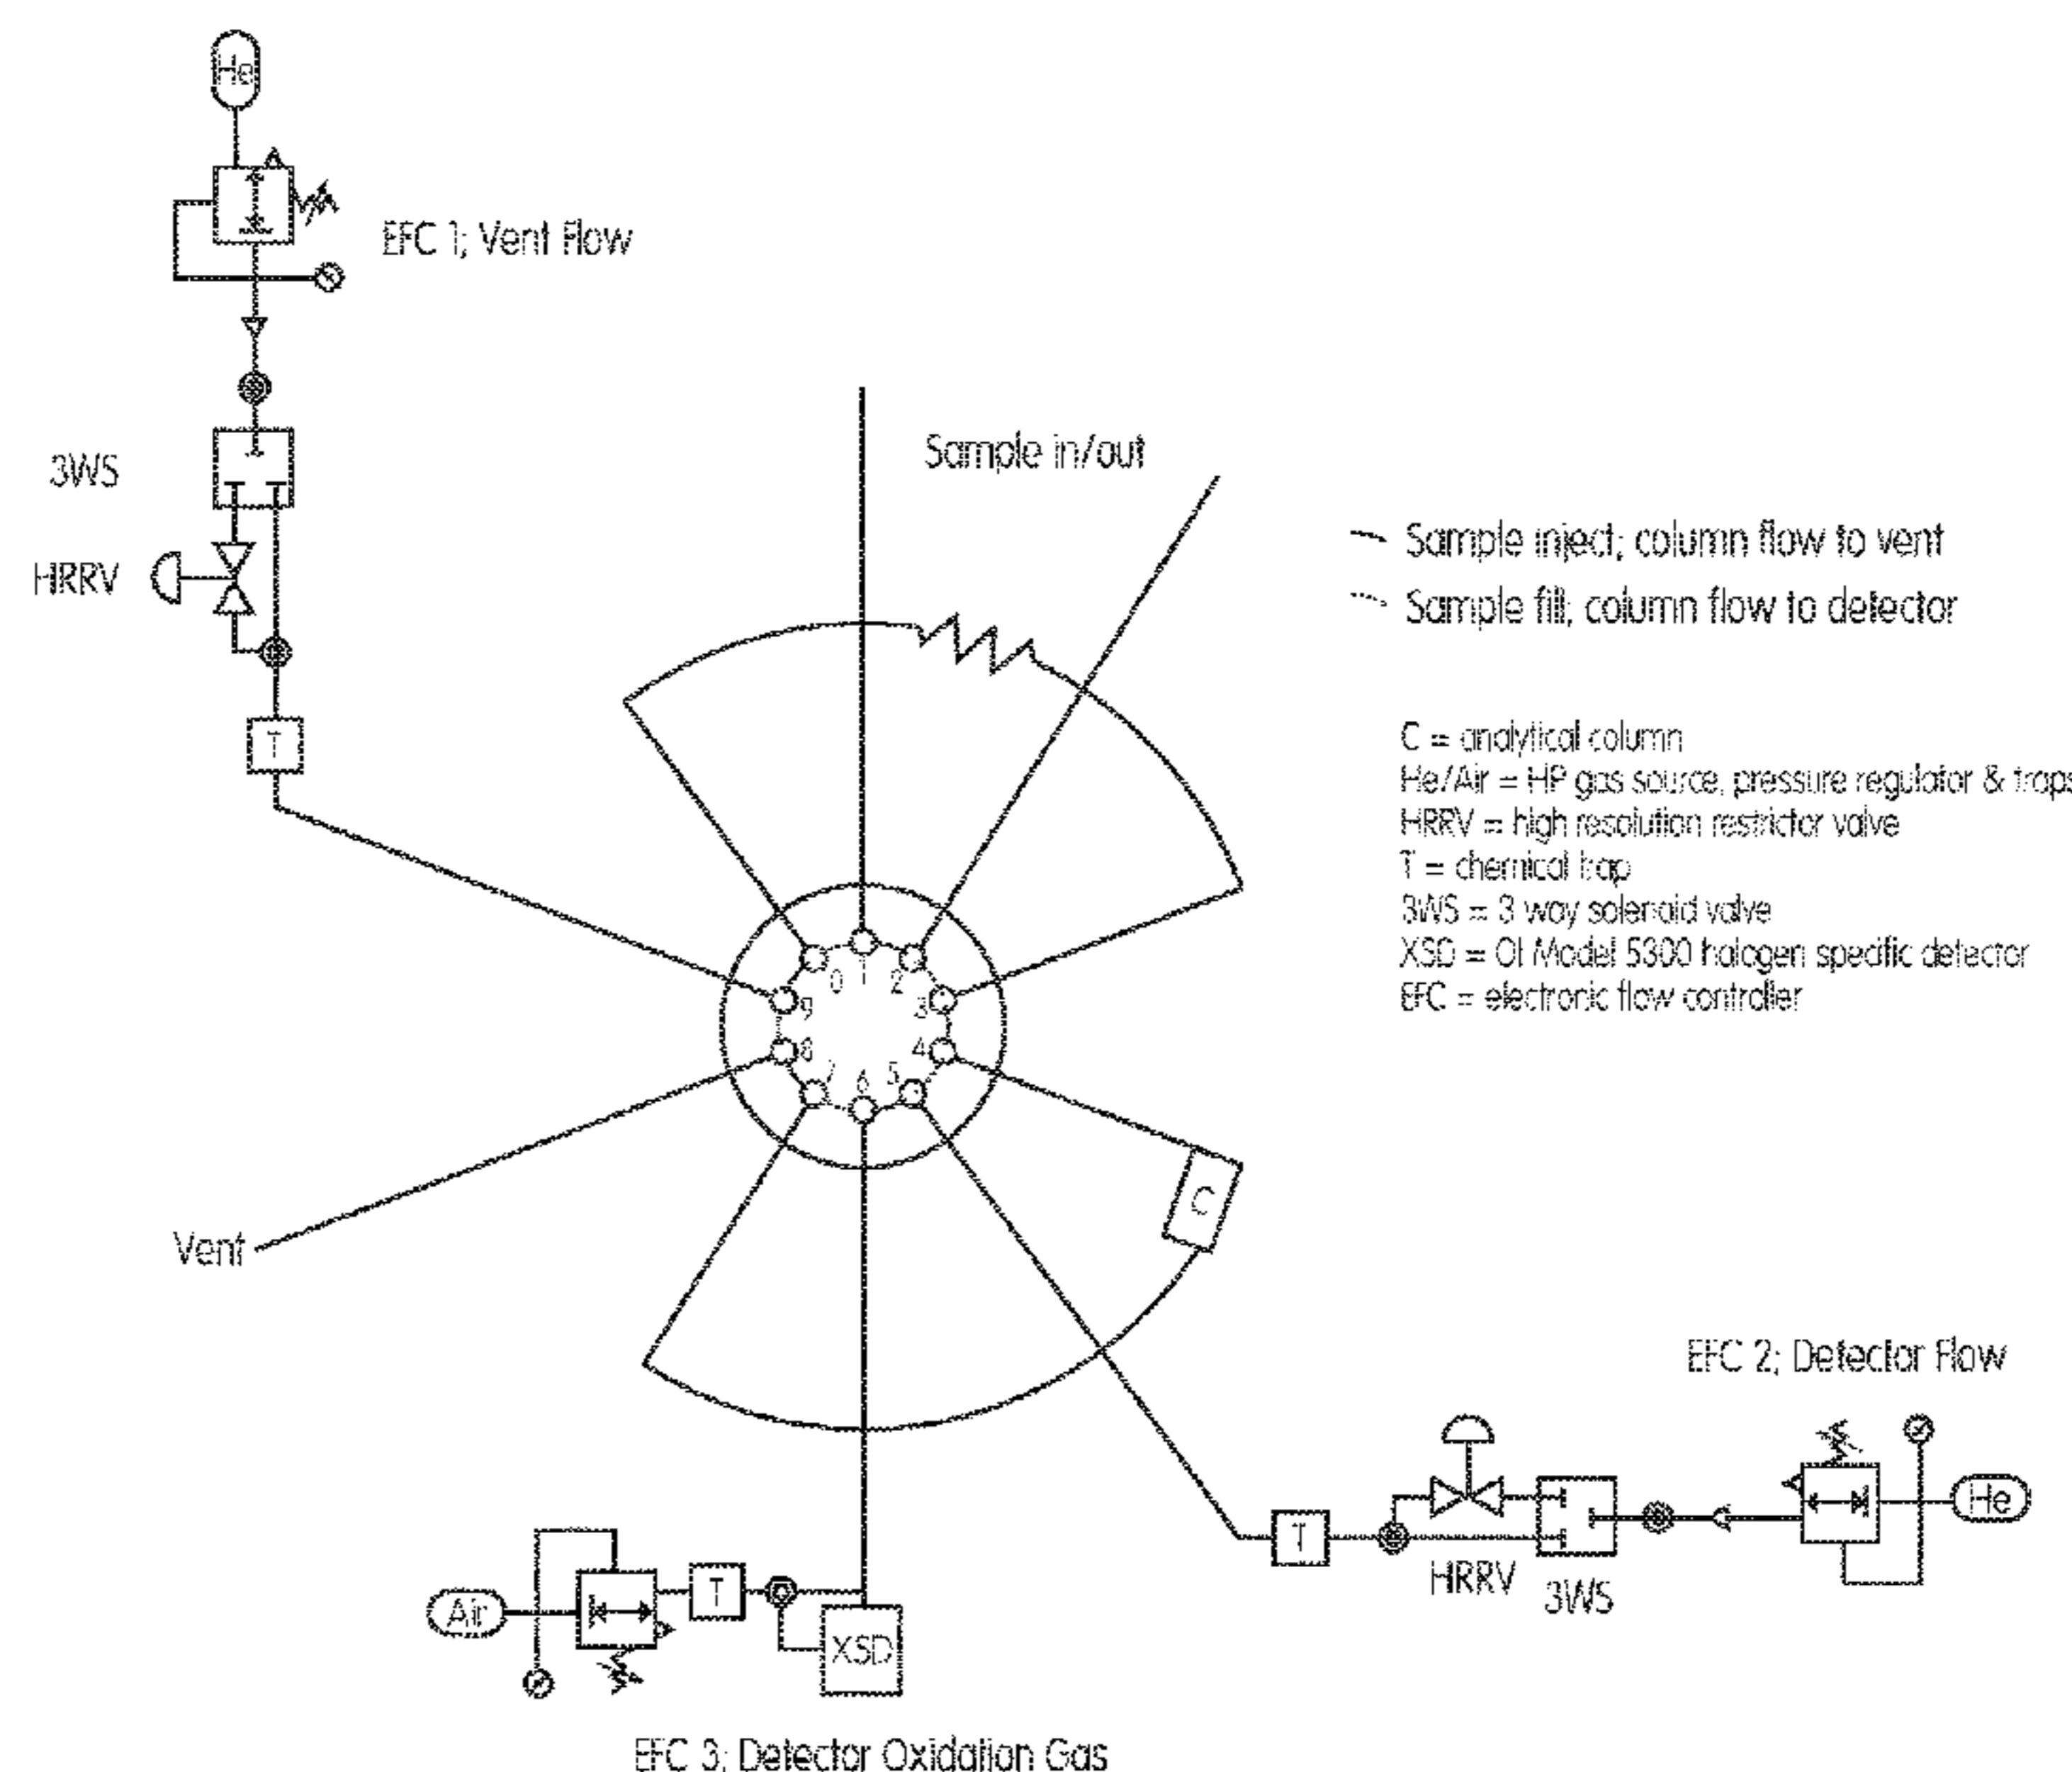 He
EFC 1; Vent Flow
3WS
Sample in/out
HRRV
Sample inject; column flow to vent
Sample fill; column flow to detector
T
C = analytical column
He/Air = HP gas source, pressure regulator & traps
HRRV = high resolution restrictor valve
T = chemical trap
3WS = 3 way solenoid valve
XSD = OI Model 5300 halogen specific detector
EFC = electronic flow controller
0 1 2
9 3
8 4
7 6 5
C
Vent
EFC 2; Detector Flow
He
T
HRRV
3WS
Air
T
XSD
EFC 3; Detector Oxidation Gas